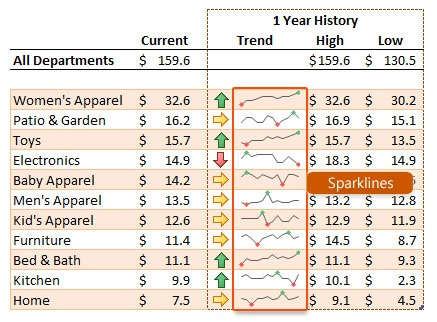 1 Year History
Current Trend High Low
All Departments $ 159.6 $159.6 $ 130.5
Women's Apparel $ 32.6 $ 32.6 $ 30.2
Patio & Garden $ 16.2 $ 16.9 $ 15.1
Toys $ 15.7 $ 15.7 $ 13.5
Electronics $ 14.9 $ 18.3 $ 14.9
Baby Apparel $ 14.2
Sparklines
Men's Apparel $ 13.5 $ 13.2 $ 12.8
Kid's Apparel $ 12.6 $ 12.9 $ 11.9
Furniture $ 11.4 $ 14.5 $ 8.7
Bed & Bath $ 11.1 $ 11.1 $ 9.3
Kitchen $ 9.9 $ 10.1 $ 2.3
Home $ 7.5 $ 9.1 $ 4.5